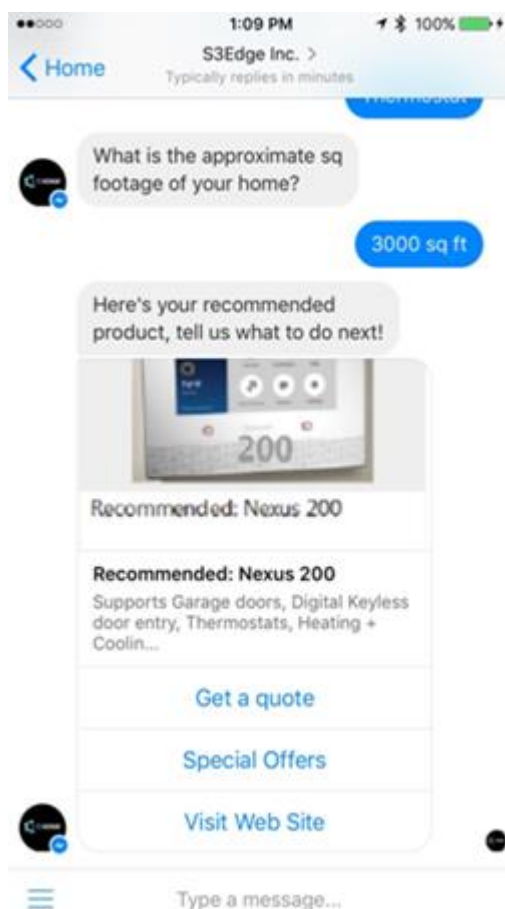 1:09 PM
100%
Home
S3Edge Inc. >
Typically replies in minutes
Thermostat
What is the approximate sq
footage of your home?
3000 sq ft
Here's your recommended
product, tell us what to do next!
200
Recommended: Nexus 200
Recommended: Nexus 200
Supports Garage doors, Digital Keyless
door entry, Thermostats, Heating +
Coolin...
Get a quote
Special Offers
Visit Web Site
Type a message...